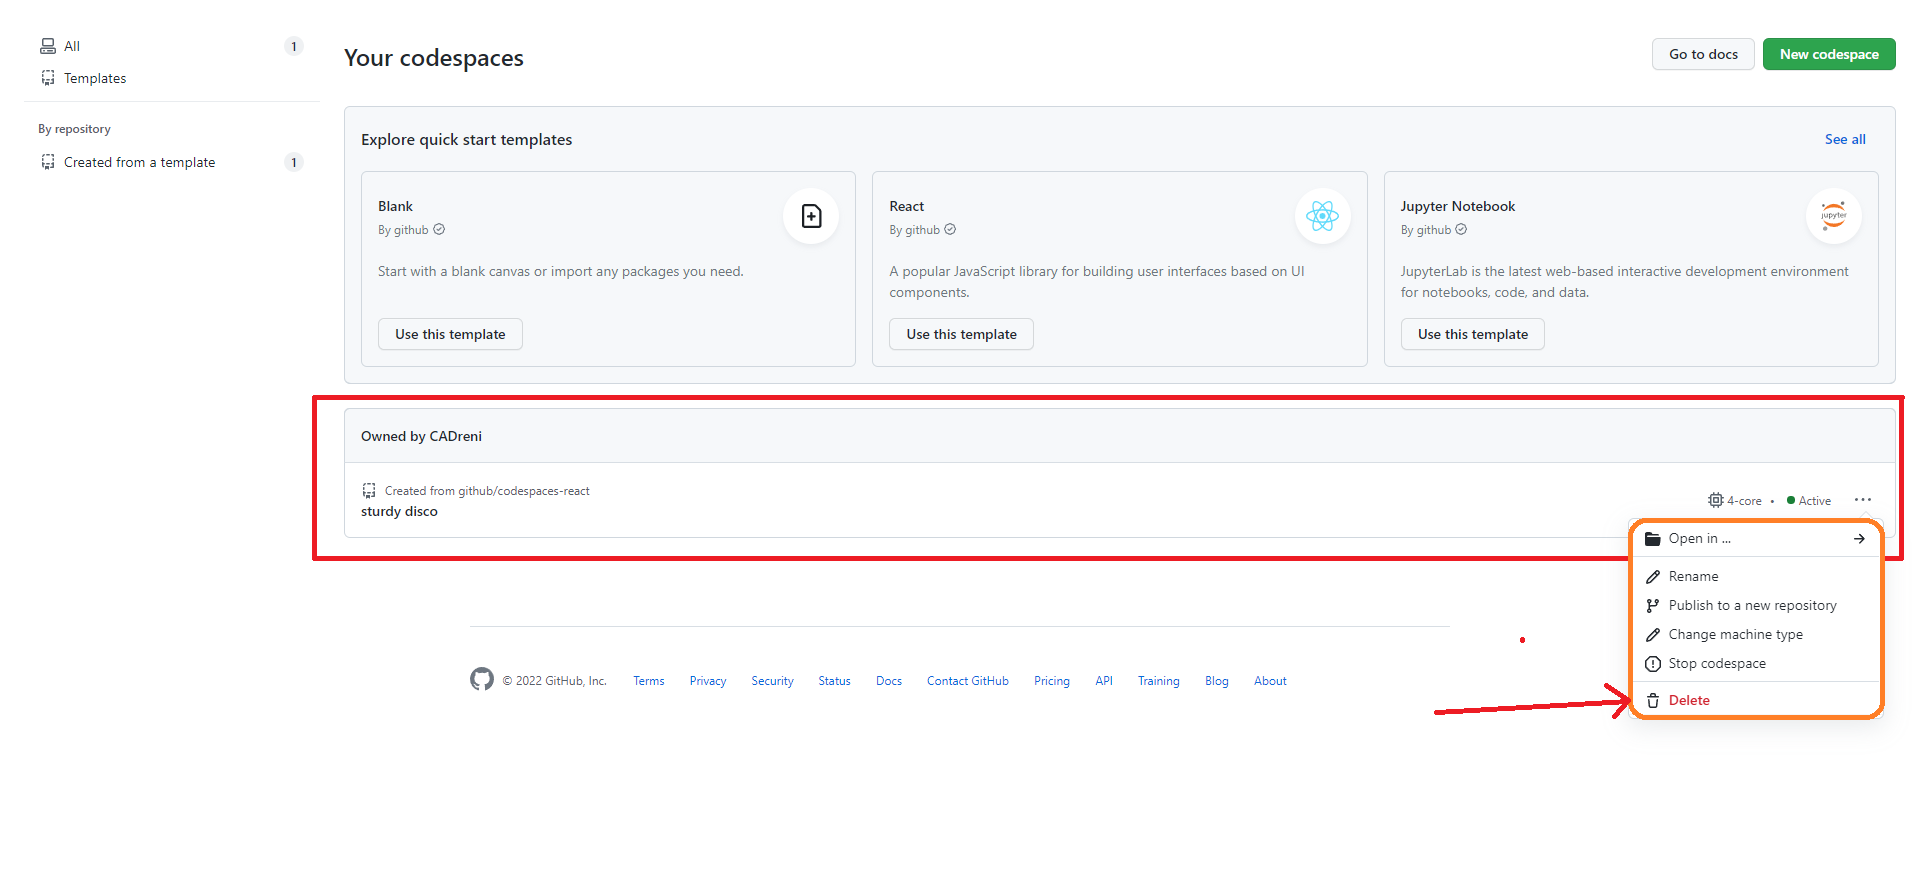 All 1
Templates
By repository
Created from a template 1
Your codespaces
Go to docs New codespace
Explore quick start templates See all
Blank
By github
Start with a blank canvas or import any packages you need.
Use this template
React
By github
A popular JavaScript library for building user interfaces based on UI
components.
Use this template
Jupyter Notebook
By github
jupyter
JupyterLab is the latest web-based interactive development environment
for notebooks, code, and data.
Use this template
Owned by CADreni
Created from github/codespaces-react
sturdy disco
4-core • Active ...
Open in ...
Rename
Publish to a new repository
Change machine type
Stop codespace
Delete
© 2022 GitHub, Inc. Terms Privacy Security Status Docs Contact GitHub Pricing API Training Blog About